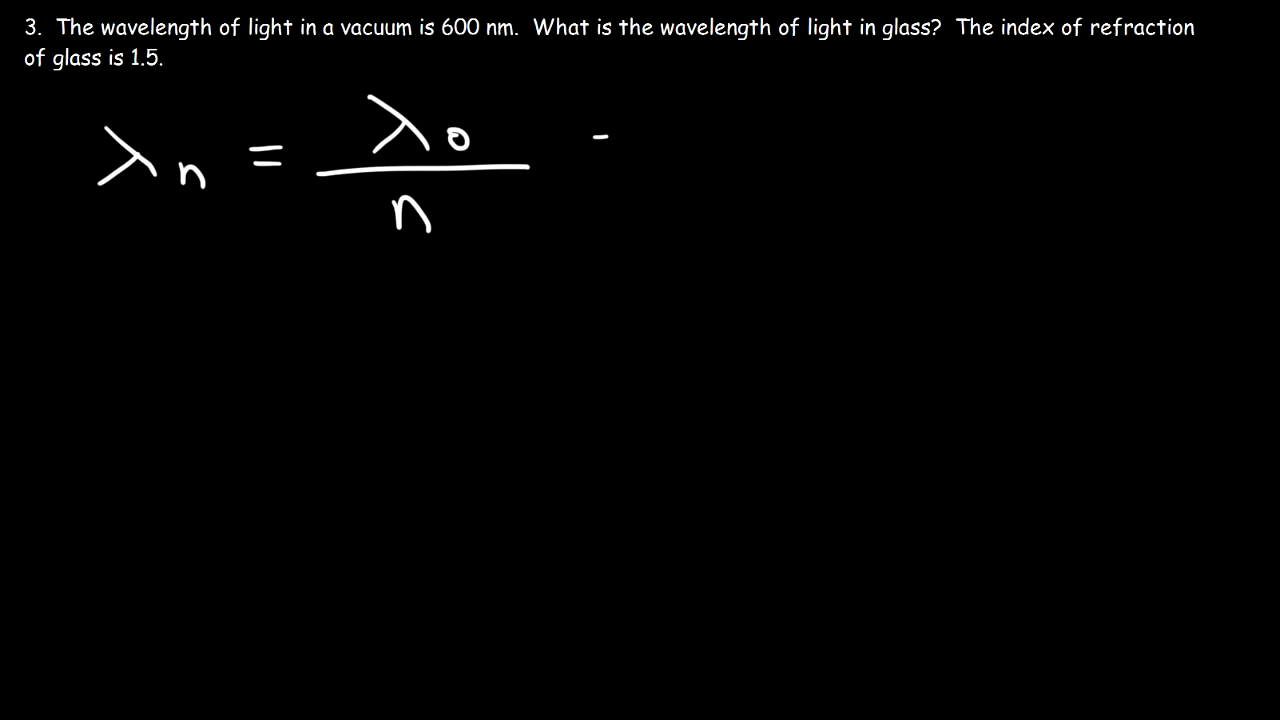 3. The wavelength of light in a vacuum is 600 nm. What is the wavelength of light in glass? The index of refraction
of glass is 1.5.
λn = λ0 / n -